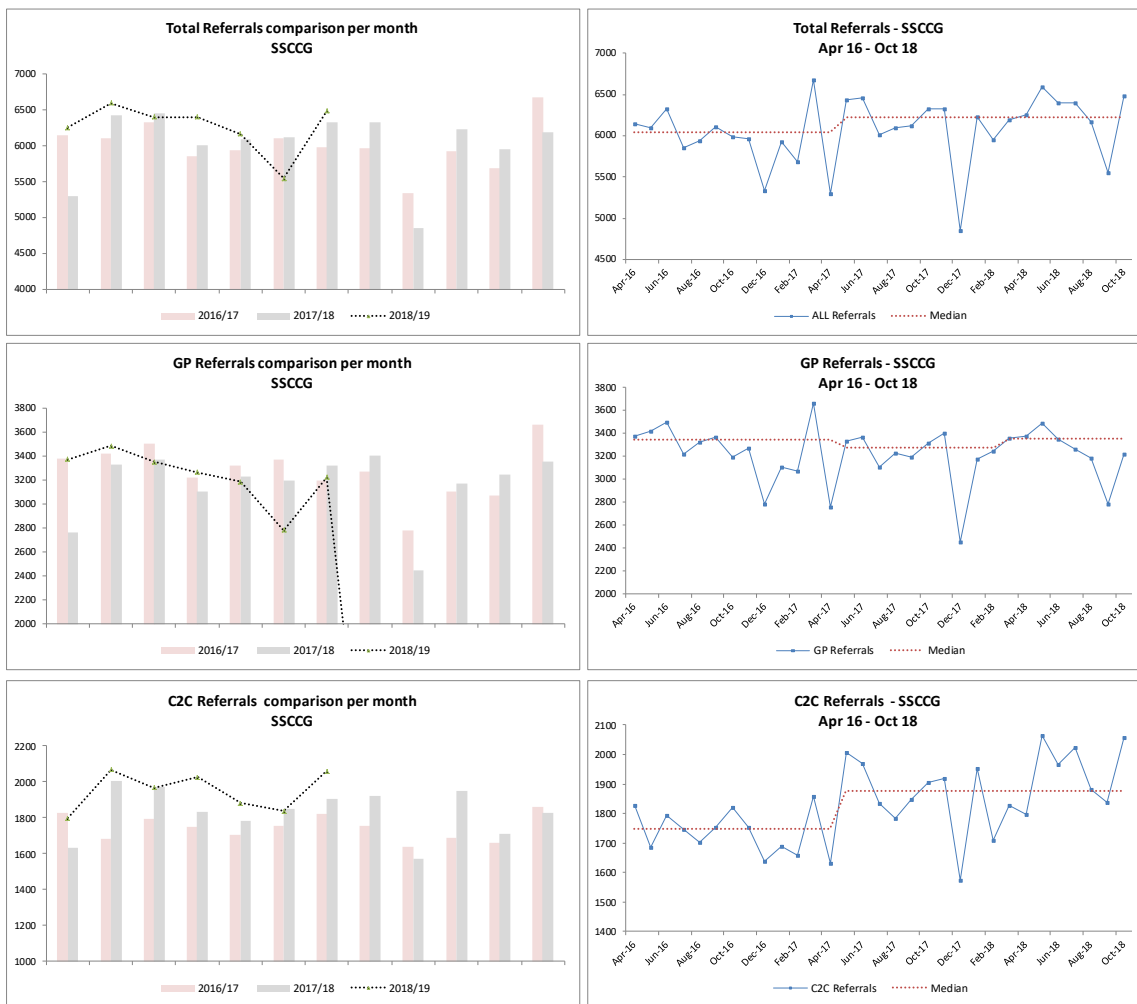 Total Referrals comparison per month
SSCCG
7000
6500
6000
5500
5000
4500
4000
2016/17 2017/18 2018/19
Total Referrals - SSCCG
Apr 16 - Oct 18
7000
6500
6000
5500
5000
4500
Apr-16 Jun-16 Aug-16 Oct-16 Dec-16 Feb-17 Apr-17 Jun-17 Aug-17 Oct-17 Dec-17 Feb-18 Apr-18 Jun-18 Aug-18 Oct-18
ALL Referrals Median
GP Referrals comparison per month
SSCCG
3800
3600
3400
3200
3000
2800
2600
2400
2200
2000
2016/17 2017/18 2018/19
GP Referrals - SSCCG
Apr 16 - Oct 18
3800
3600
3400
3200
3000
2800
2600
2400
2200
2000
Apr-16 Jun-16 Aug-16 Oct-16 Dec-16 Feb-17 Apr-17 Jun-17 Aug-17 Oct-17 Dec-17 Feb-18 Apr-18 Jun-18 Aug-18 Oct-18
GP Referrals Median
C2C Referrals comparison per month
SSCCG
2200
2000
1800
1600
1400
1200
1000
2016/17 2017/18 2018/19
C2C Referrals - SSCCG
Apr 16 - Oct 18
2100
2000
1900
1800
1700
1600
1500
1400
Apr-16 Jun-16 Aug-16 Oct-16 Dec-16 Feb-17 Apr-17 Jun-17 Aug-17 Oct-17 Dec-17 Feb-18 Apr-18 Jun-18 Aug-18 Oct-18
C2C Referrals Median